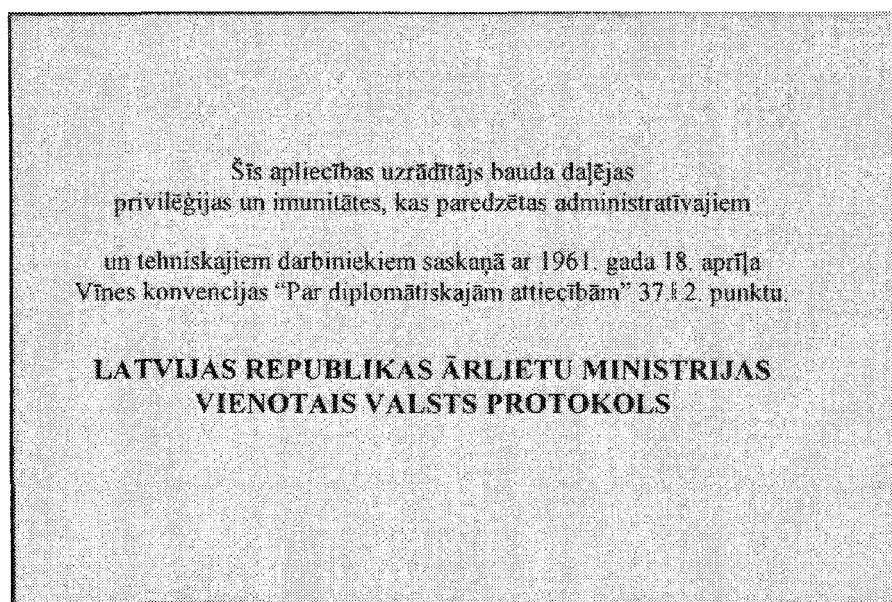 Šīs apliecības uzrādītājs bauda daļējas
privilēģijas un imunitātes, kas paredzētas administratīvajiem
un tehniskajiem darbiniekiem saskaņā ar 1961. gada 18. aprīļa
Vīnes konvencijas “Par diplomātiskajām attiecībām” 37.§ 2. punktu.
LATVIJAS REPUBLIKAS ĀRLIETU MINISTRIJAS
VIENOTAIS VALSTS PROTOKOLS